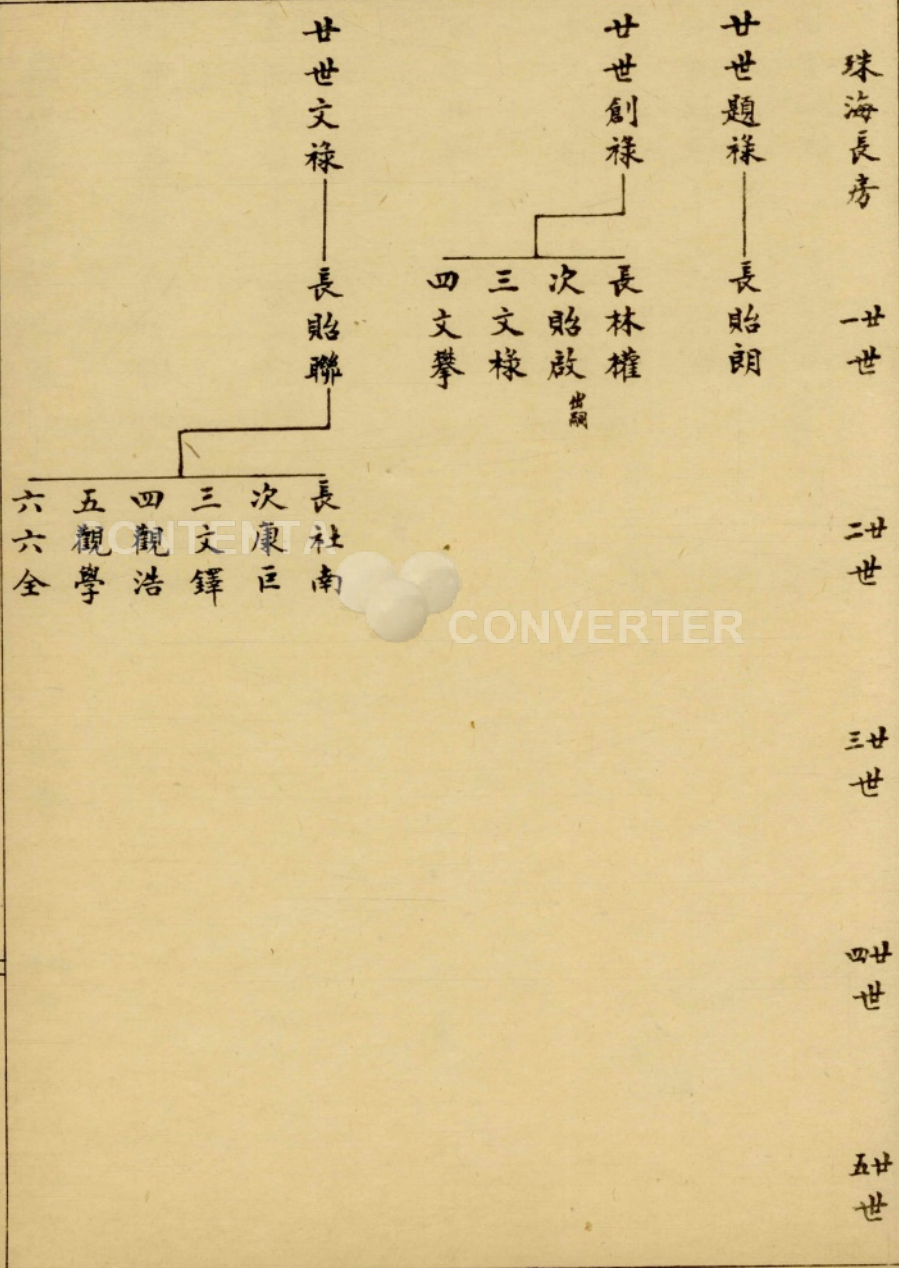 珠海長房
廿一世
廿二世
廿三世
廿四世
廿五世
廿世題祿
長貽朗
廿世創祿
長林權
次貽啟
出嗣
三文樣
四文攀
廿世文祿
長貽聯
長社南
次康巨
三文鐸
四觀浩
五觀學
六六全
CONTENTA
CONVERTER